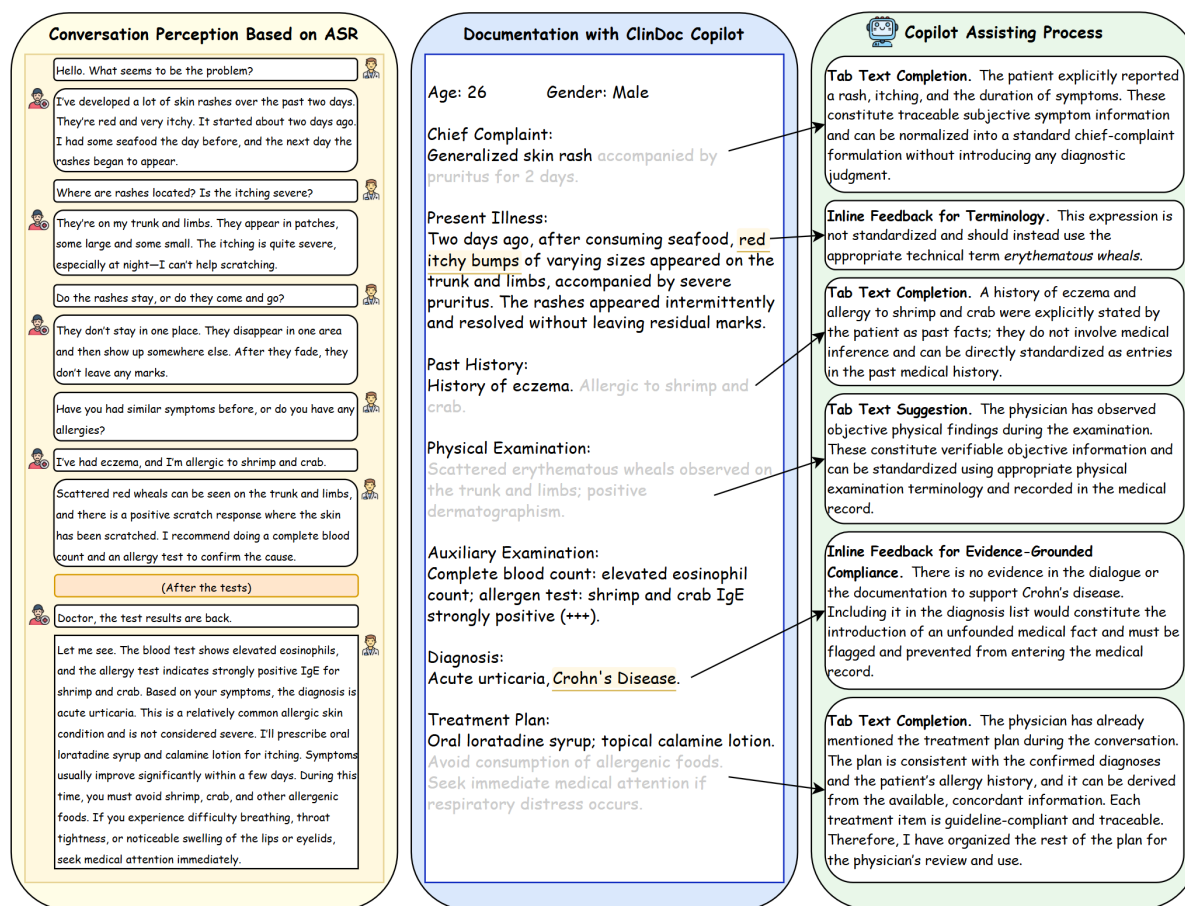 Conversation Perception Based on ASR
Hello. What seems to be the problem?
I've developed a lot of skin rashes over the past two days.
They're red and very itchy. It started about two days ago.
I had some seafood the day before, and the next day the
rashes began to appear.
Where are rashes located? Is the itching severe?
They're on my trunk and limbs. They appear in patches,
some large and some small. The itching is quite severe,
especially at night—I can't help scratching.
Do the rashes stay, or do they come and go?
They don't stay in one place. They disappear in one area
and then show up somewhere else. After they fade, they
don't leave any marks.
Have you had similar symptoms before, or do you have any
allergies?
I've had eczema, and I'm allergic to shrimp and crab.
Scattered red wheals can be seen on the trunk and limbs,
and there is a positive scratch response where the skin
has been scratched. I recommend doing a complete blood
count and an allergy test to confirm the cause.
(After the tests)
Doctor, the test results are back.
Let me see. The blood test shows elevated eosinophils,
and the allergy test indicates strongly positive IgE for
shrimp and crab. Based on your symptoms, the diagnosis is
acute urticaria. This is a relatively common allergic skin
condition and is not considered severe. I'll prescribe oral
loratadine syrup and calamine lotion for itching. Symptoms
usually improve significantly within a few days. During this
time, you must avoid shrimp, crab, and other allergenic
foods. If you experience difficulty breathing, throat
tightness, or noticeable swelling of the lips or eyelids,
seek medical attention immediately.
Documentation with ClinDoc Copilot
Age: 26 Gender: Male
Chief Complaint:
Generalized skin rash accompanied by
pruritus for 2 days.
Present Illness:
Two days ago, after consuming seafood, red
itchy bumps of varying sizes appeared on the
trunk and limbs, accompanied by severe
pruritus. The rashes appeared intermittently
and resolved without leaving residual marks.
Past History:
History of eczema. Allergic to shrimp and
crab.
Physical Examination:
Scattered erythematous wheals observed on
the trunk and limbs; positive
dermatographism.
Auxiliary Examination:
Complete blood count: elevated eosinophil
count; allergen test: shrimp and crab IgE
strongly positive (+++).
Diagnosis:
Acute urticaria, Crohn's Disease.
Treatment Plan:
Oral loratadine syrup; topical calamine lotion.
Avoid consumption of allergenic foods.
Seek immediate medical attention if
respiratory distress occurs.
Copilot Assisting Process
Tab Text Completion. The patient explicitly reported
a rash, itching, and the duration of symptoms. These
constitute traceable subjective symptom information
and can be normalized into a standard chief-complaint
formulation without introducing any diagnostic
judgment.
Inline Feedback for Terminology. This expression is
not standardized and should instead use the
appropriate technical term erythematous wheals.
Tab Text Completion. A history of eczema and
allergy to shrimp and crab were explicitly stated by
the patient as past facts; they do not involve medical
inference and can be directly standardized as entries
in the past medical history.
Tab Text Suggestion. The physician has observed
objective physical findings during the examination.
These constitute verifiable objective information and
can be standardized using appropriate physical
examination terminology and recorded in the medical
record.
Inline Feedback for Evidence-Grounded
Compliance. There is no evidence in the dialogue or
the documentation to support Crohn's disease.
Including it in the diagnosis list would constitute the
introduction of an unfounded medical fact and must be
flagged and prevented from entering the medical
record.
Tab Text Completion. The physician has already
mentioned the treatment plan during the conversation.
The plan is consistent with the confirmed diagnoses
and the patient's allergy history, and it can be derived
from the available, concordant information. Each
treatment item is guideline-compliant and traceable.
Therefore, I have organized the rest of the plan for
the physician's review and use.